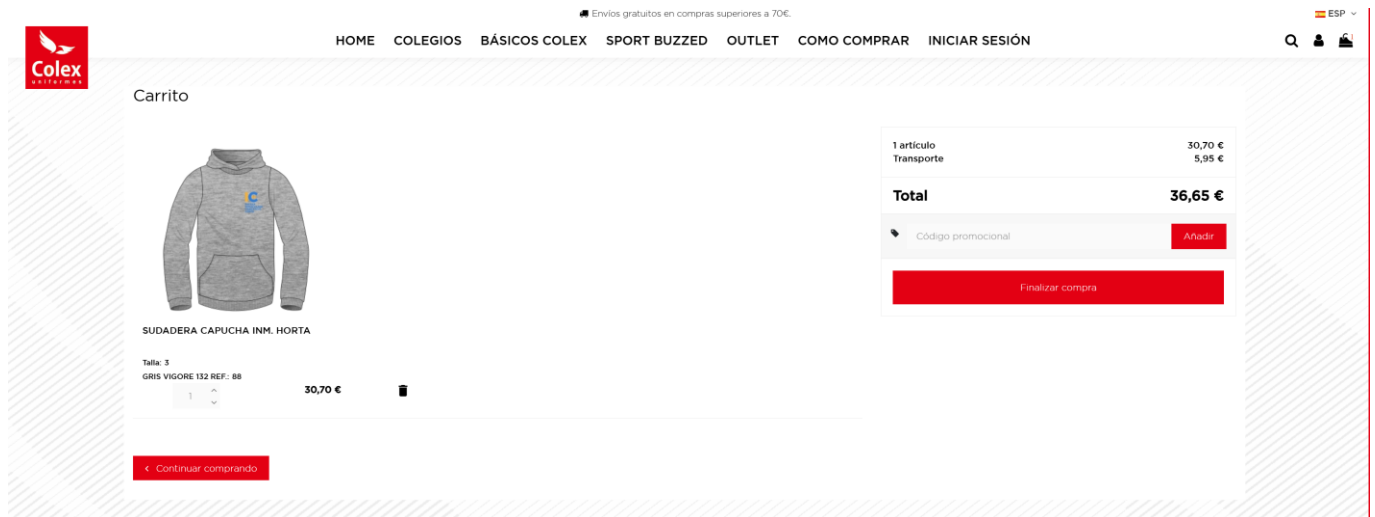 Envíos gratuitos en compras superiores a 70€.
ESP
Colex
uniformes
HOME COLEGIOS BÁSICOS COLEX SPORT BUZZED OUTLET COMO COMPRAR INICIAR SESIÓN
Carrito
SUDADERA CAPUCHA INM. HORTA
Talla: 3
GRIS VIGORE 132 REF.: 88
1
30,70 €
1 artículo 30,70 €
Transporte 5,95 €
Total 36,65 €
Código promocional Añadir
Finalizar compra
Continuar comprando